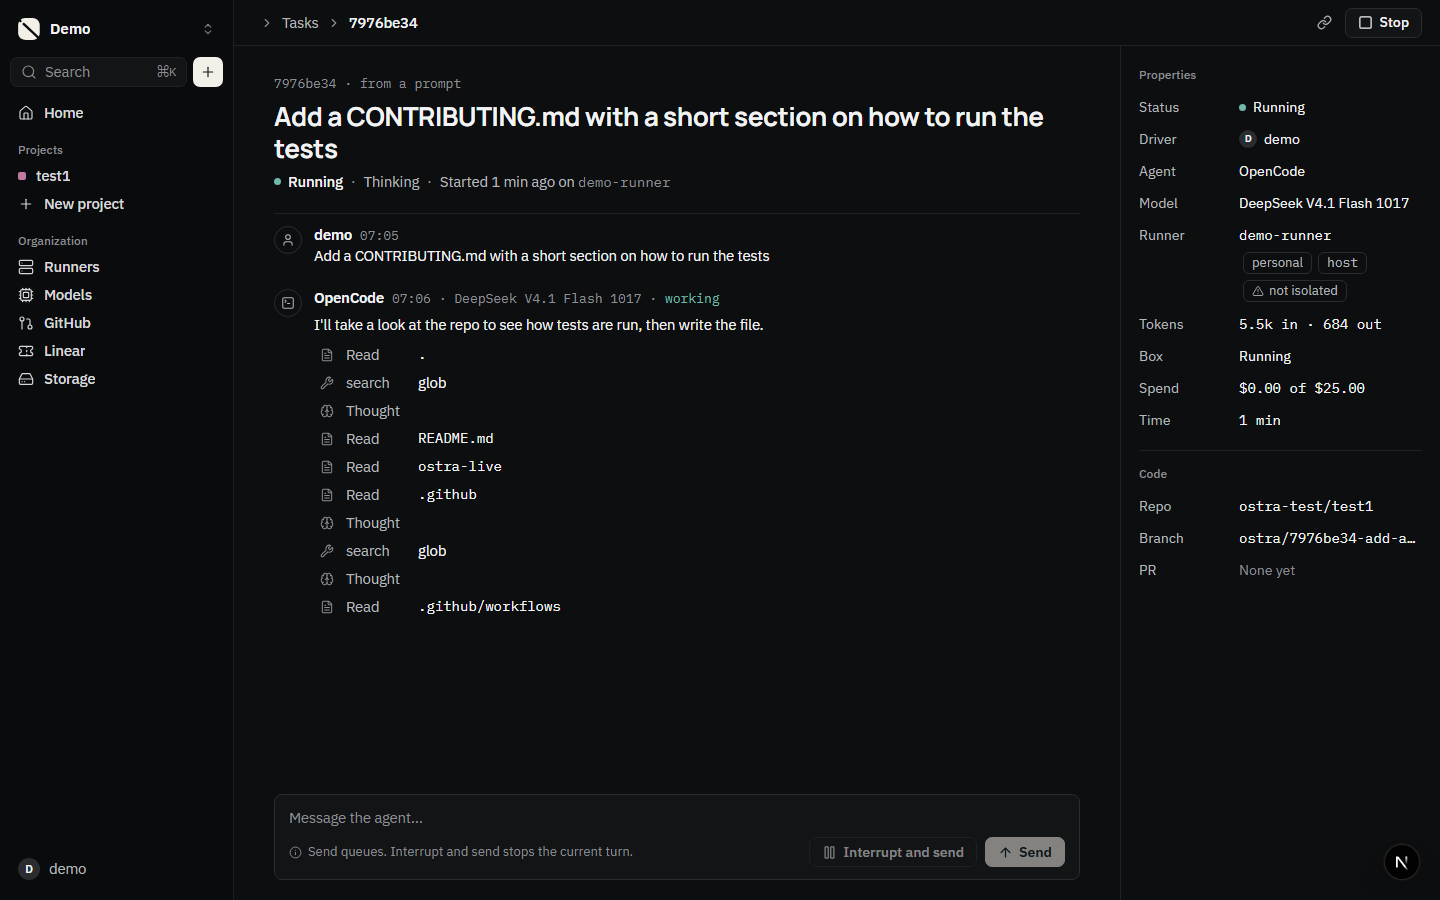 Demo
Search ⌘K
Home
Projects
test1
New project
Organization
Runners
Models
GitHub
Linear
Storage
D demo
Tasks
7976be34
Stop
7976be34 · from a prompt
Add a CONTRIBUTING.md with a short section on how to run the
tests
Running · Thinking · Started 1 min ago on demo-runner
demo 07:05
Add a CONTRIBUTING.md with a short section on how to run the tests
OpenCode 07:06 · DeepSeek V4.1 Flash 1017 · working
I'll take a look at the repo to see how tests are run, then write the file.
Read .
search glob
Thought
Read README.md
Read ostra-live
Read .github
Thought
search glob
Thought
Read .github/workflows
Message the agent...
Send queues. Interrupt and send stops the current turn.
Interrupt and send
Send
Properties
Status Running
Driver D demo
Agent OpenCode
Model DeepSeek V4.1 Flash 1017
Runner demo-runner
personal host
not isolated
Tokens 5.5k in · 684 out
Box Running
Spend $0.00 of $25.00
Time 1 min
Code
Repo ostra-test/test1
Branch ostra/7976be34-add-a…
PR None yet
N